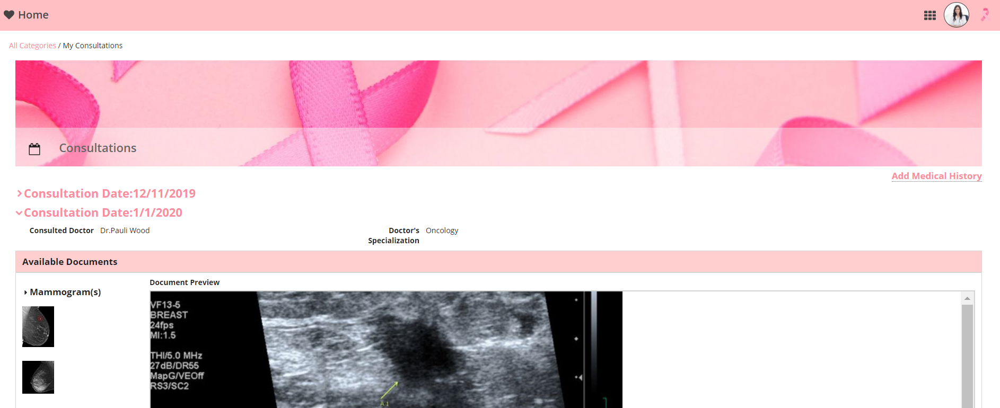 Home
All Categories / My Consultations
Consultations
Add Medical History
Consultation Date:12/11/2019
Consultation Date:1/1/2020
Consulted Doctor Dr.Pauli Wood
Doctor's Specialization Oncology
Available Documents
Mammogram(s)
Document Preview
VF13-5
BREAST
24fps
MI:1.5
THI/5.0 MHz
27dB/DR55
MapG/VEOff
RS3/SC2
A1